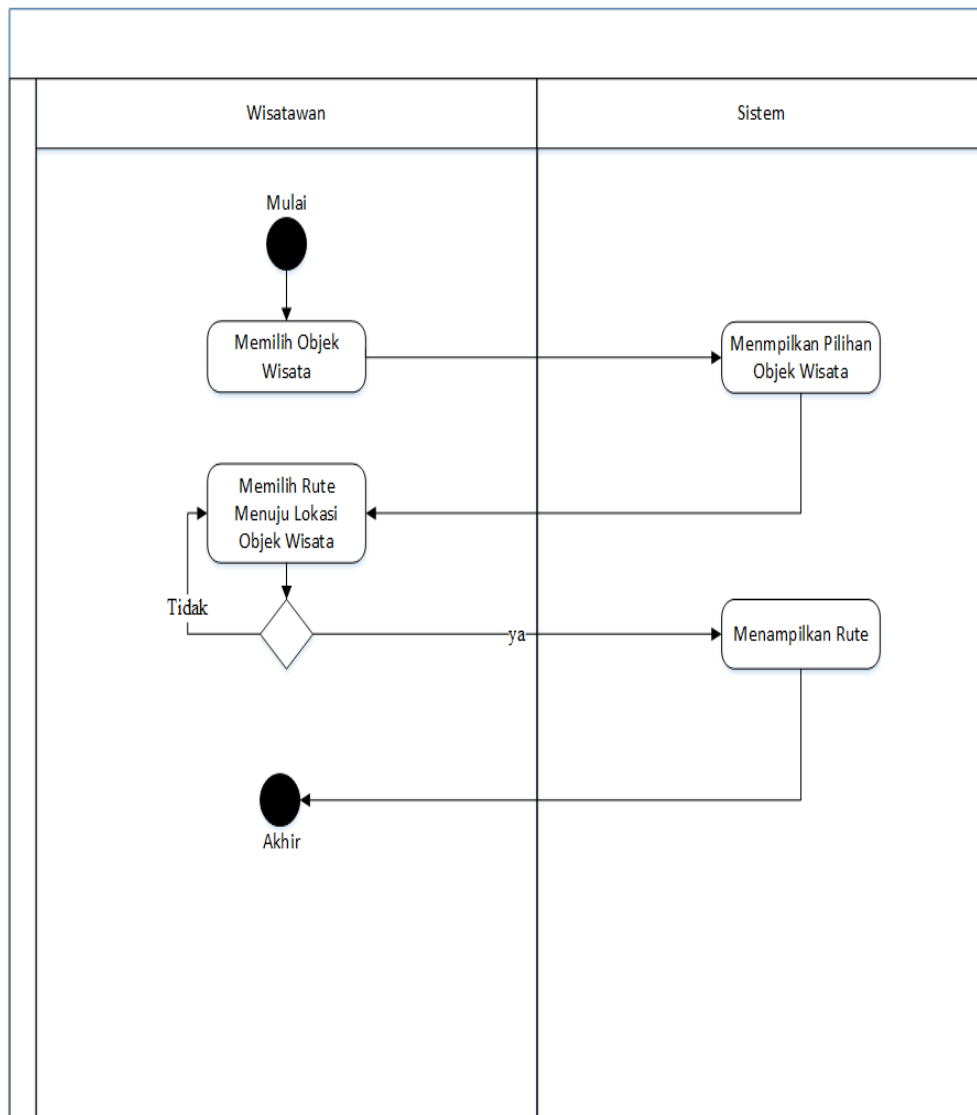 Wisatawan
Sistem
Mulai
Memilih Objek
Wisata
Menmpilkan Pilihan
Objek Wisata
Memilih Rute
Menuju Lokasi
Objek Wisata
Tidak
ya
Menampilkan Rute
Akhir